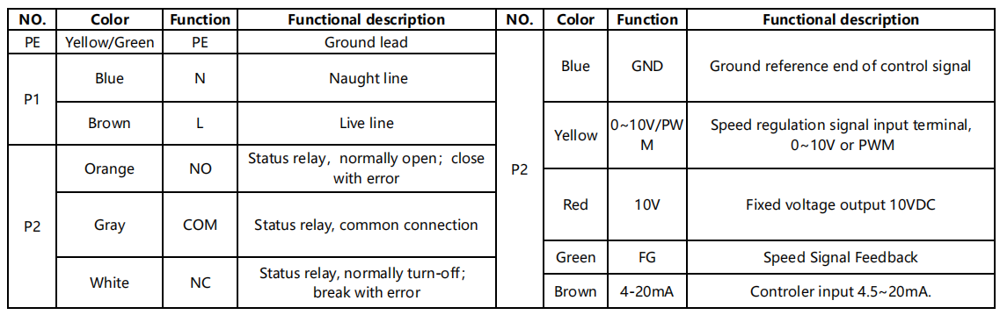 NO. Color Function Functional description NO. Color Function Functional description
PE Yellow/Green PE Ground lead
P1
Blue N Naught line
Brown L Live line
P2
Orange NO Status relay，normally open；close
with error
Gray COM Status relay, common connection
White NC Status relay, normally turn-off；
break with error
P2
Blue GND Ground reference end of control signal
Yellow 0~10V/PW
M
Speed regulation signal input terminal,
0~10V or PWM
Red 10V Fixed voltage output 10VDC
Green FG Speed Signal Feedback
Brown 4-20mA Controler input 4.5~20mA.